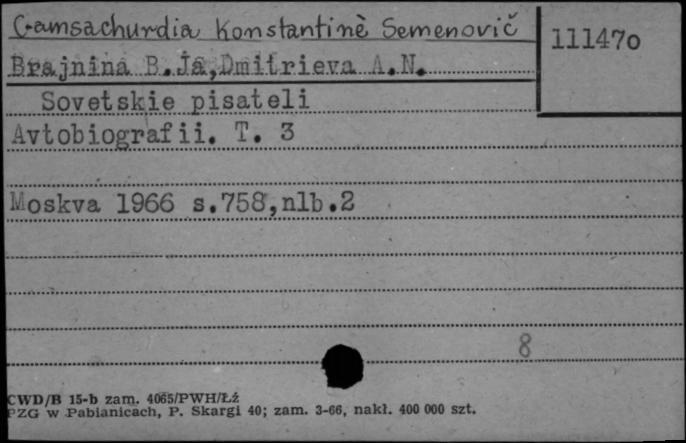 Gamsachurdia Konstantinè Semenovič
111470
Brajnina B.Ja,Dmitrieva A.N.
Sovetskie pisateli
Avtobiografii. T. 3
Moskva 1966 s.758,nlb.2
8
CWD/B 15-b zam. 4065/PWH/Łź
PZG w Pabianicach, P. Skargi 40; zam. 3-66, nakł. 400 000 szt.